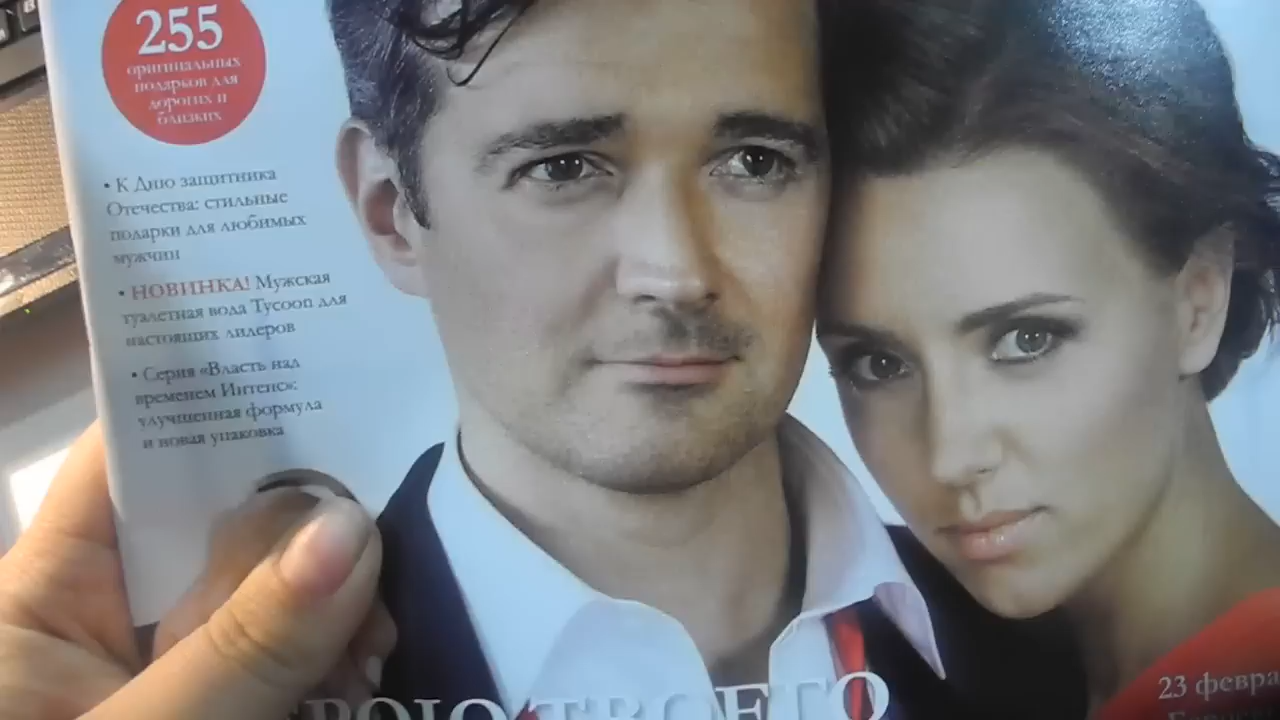 255
оригинальных
подарков для
дорогих и
близких
• К Дню защитника
Отечества: стильные
подарки для любимых
мужчин
• НОВИНКА! Мужская
туалетная вода Tycoon для
настоящих лидеров
• Серия «Власть над
временем Интенс»:
улучшенная формула
и новая упаковка
ТВОЕГО
23